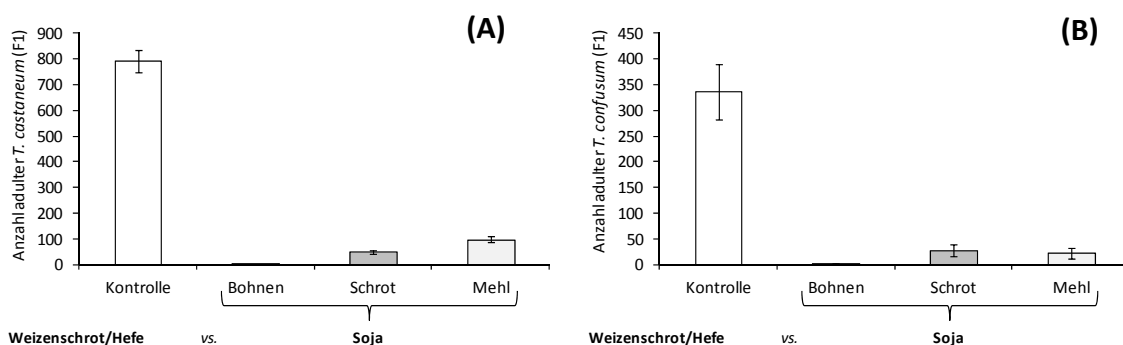 (A)
Anzahl adulter T. castaneum (F1)
900
800
700
600
500
400
300
200
100
0
Kontrolle Bohnen Schrot Mehl
Weizenschrot/Hefe vs. Soja
(B)
Anzahl adulter T. confusum (F1)
450
400
350
300
250
200
150
100
50
0
Kontrolle Bohnen Schrot Mehl
Weizenschrot/Hefe vs. Soja